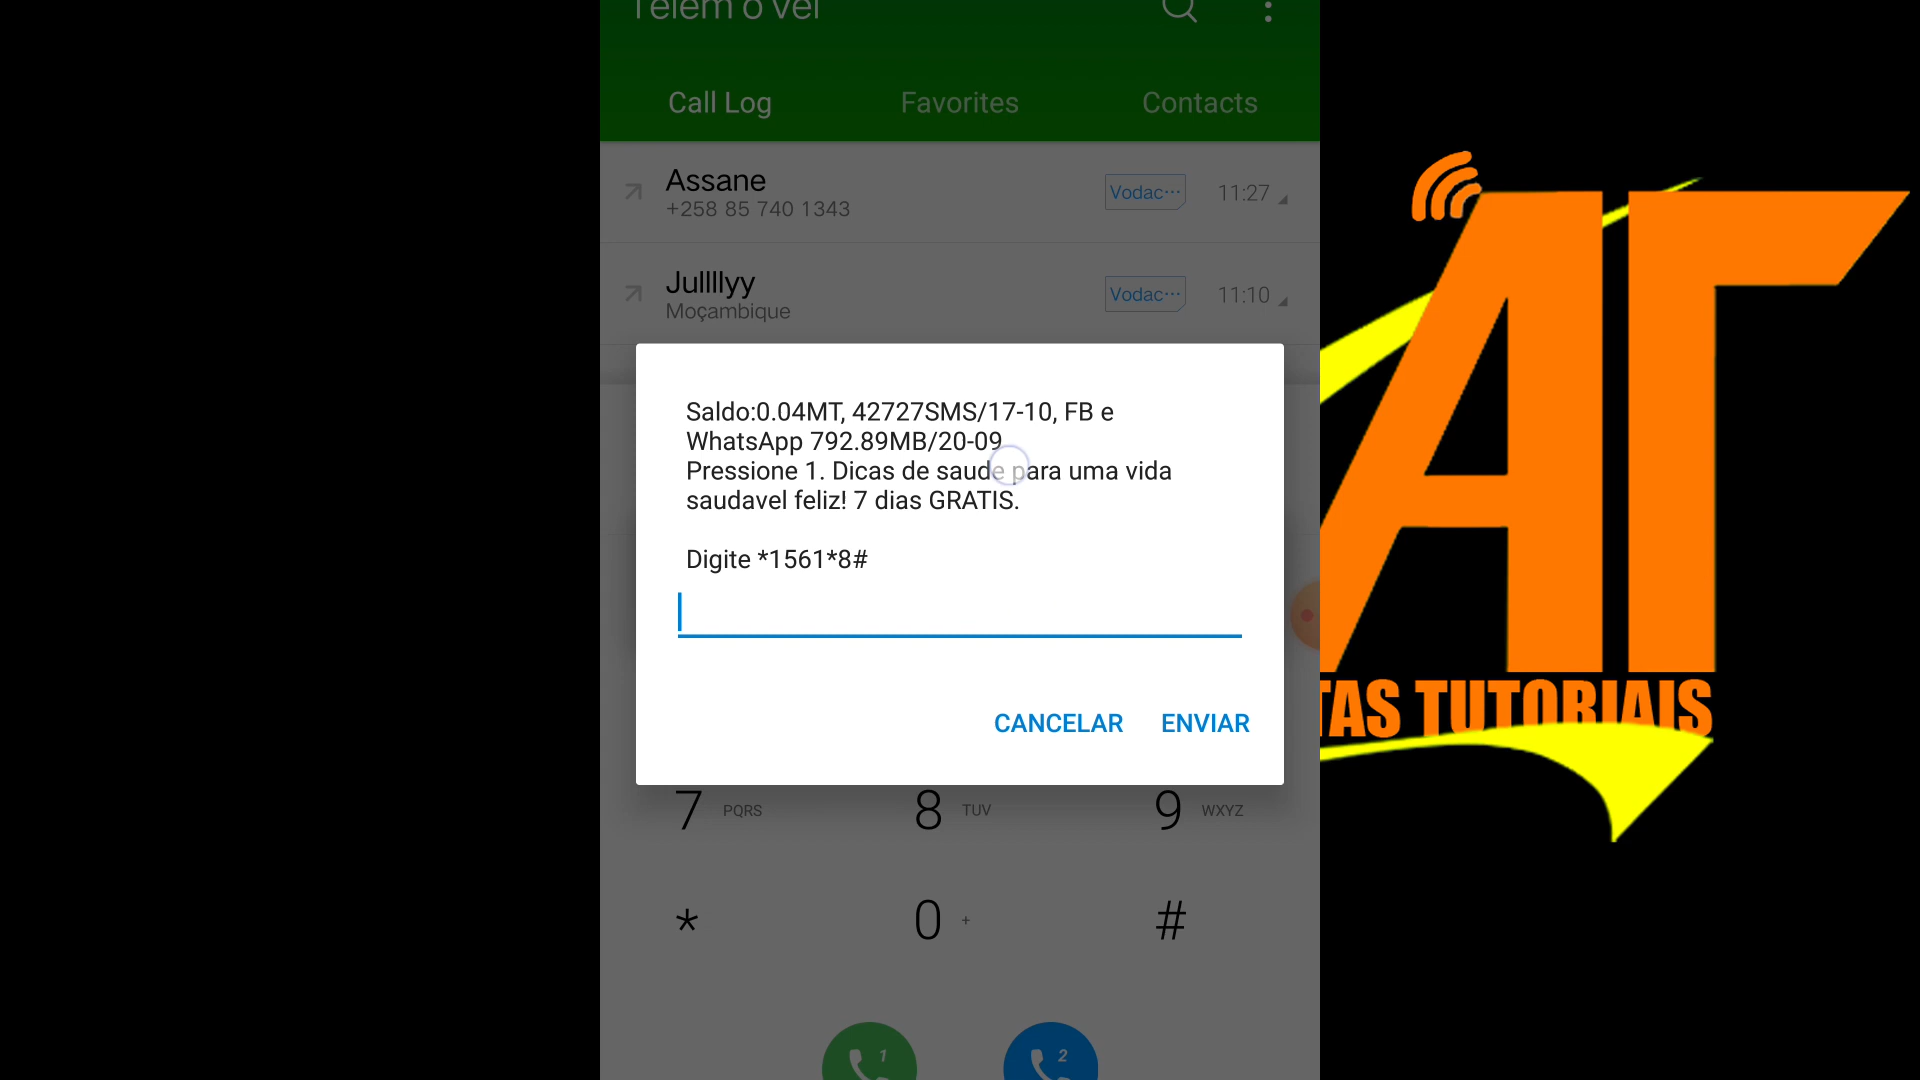 Telem o vel
Call Log
Favorites
Contacts
Assane
+258 85 740 1343
Vodac···
11:27
Jullllyy
Moçambique
Vodac···
11:10
Saldo:0.04MT, 42727SMS/17-10, FB e
WhatsApp 792.89MB/20-09
Pressione 1. Dicas de saude para uma vida
saudavel feliz! 7 dias GRATIS.
Digite *1561*8#
CANCELAR
ENVIAR
7 PQRS
8 TUV
9 WXYZ
*
0 +
#
1
2
AT
TAS TUTORIAIS